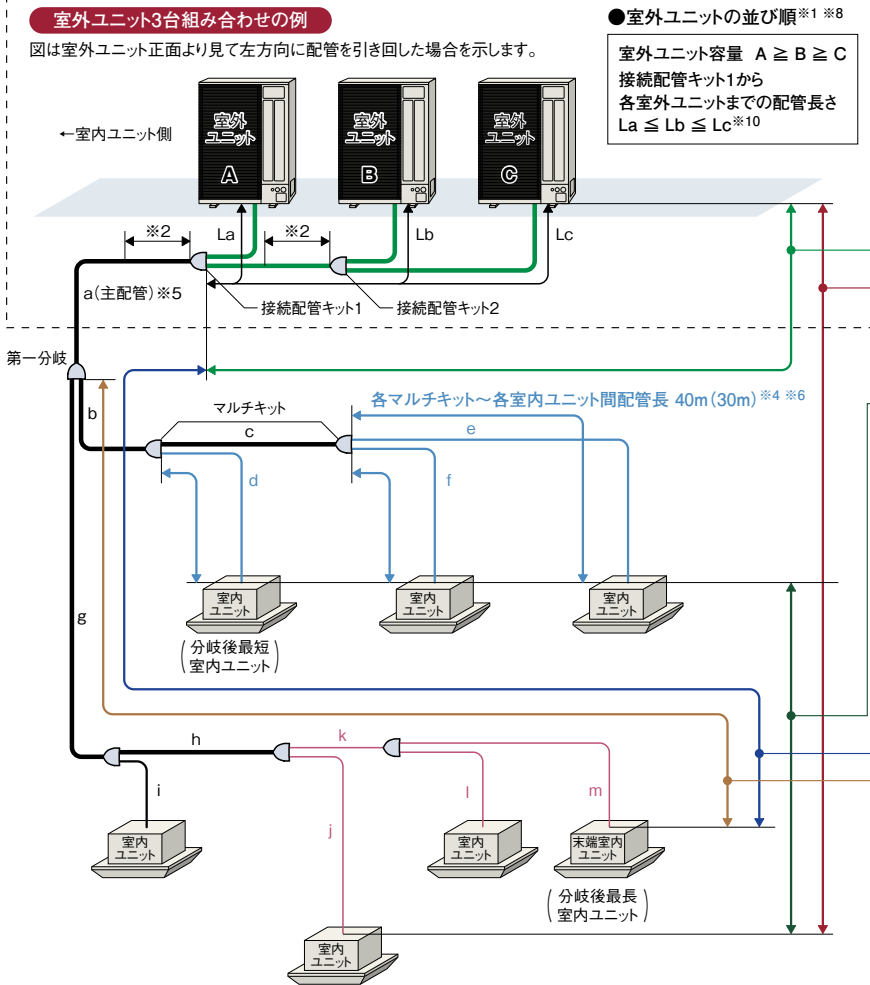 室外ユニット3台組み合わせの例
図は室外ユニット正面より見て左方向に配管を引き回した場合を示します。
●室外ユニットの並び順※1 ※8
室外ユニット容量 A ≧ B ≧ C
接続配管キット1から
各室外ユニットまでの配管長さ
La ≦ Lb ≦ Lc※10
←室内ユニット側
室外
ユニット
A
室外
ユニット
B
室外
ユニット
C
※2
La
※2
Lb
Lc
a(主配管)※5
接続配管キット1
接続配管キット2
第一分岐
b
マルチキット
c
各マルチキット~各室内ユニット間配管長 40m(30m)※4 ※6
e
d
f
室内
ユニット
室内
ユニット
室内
ユニット
g
(分岐後最短
室内ユニット)
h
k
i
j
l
m
室内
ユニット
室内
ユニット
末端室内
ユニット
(分岐後最長
室内ユニット)
室内
ユニット